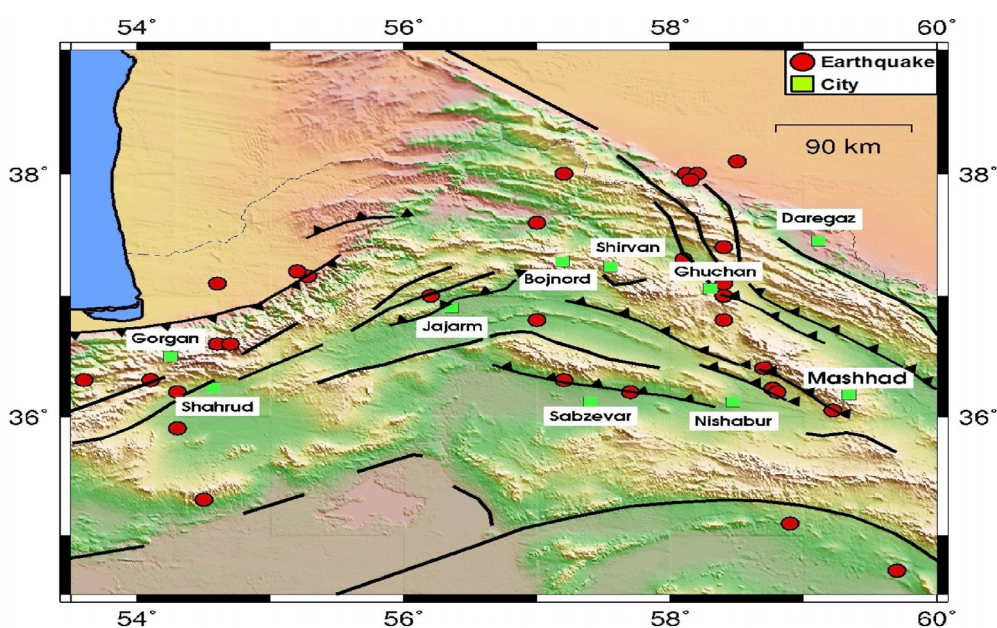 54° 56° 58° 60°
Earthquake
City
90 km
38° 38°
Daregaz
Shirvan
Bojnord
Ghuchan
Jajarm
Gorgan
Mashhad
Shahrud
Sabzevar
Nishabur
36° 36°
54° 56° 58° 60°